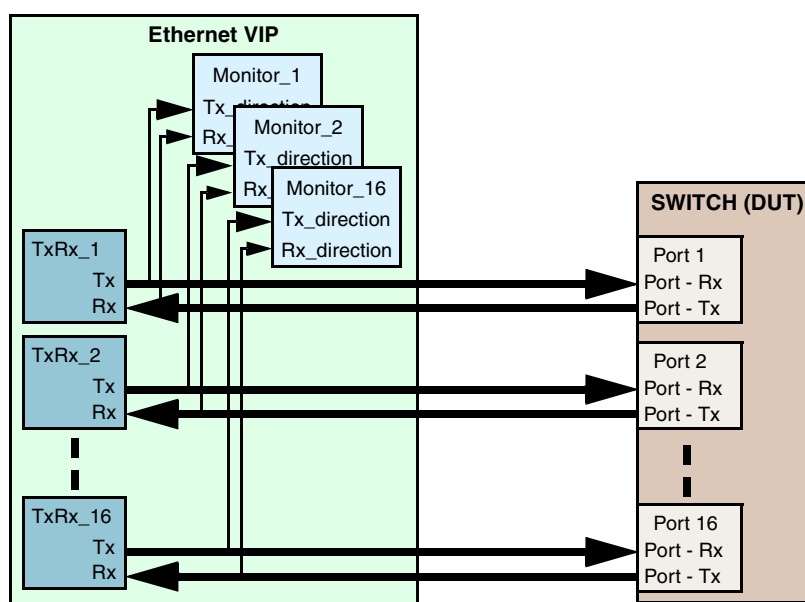 Ethernet VIP
Monitor_1
Tx_direction
Rx_
Monitor_2
Tx_direction
Rx_
Monitor_16
Tx_direction
Rx_direction
SWITCH (DUT)
TxRx_1
Tx
Rx
Port 1
Port - Rx
Port - Tx
TxRx_2
Tx
Rx
Port 2
Port - Rx
Port - Tx
TxRx_16
Tx
Rx
Port 16
Port - Rx
Port - Tx